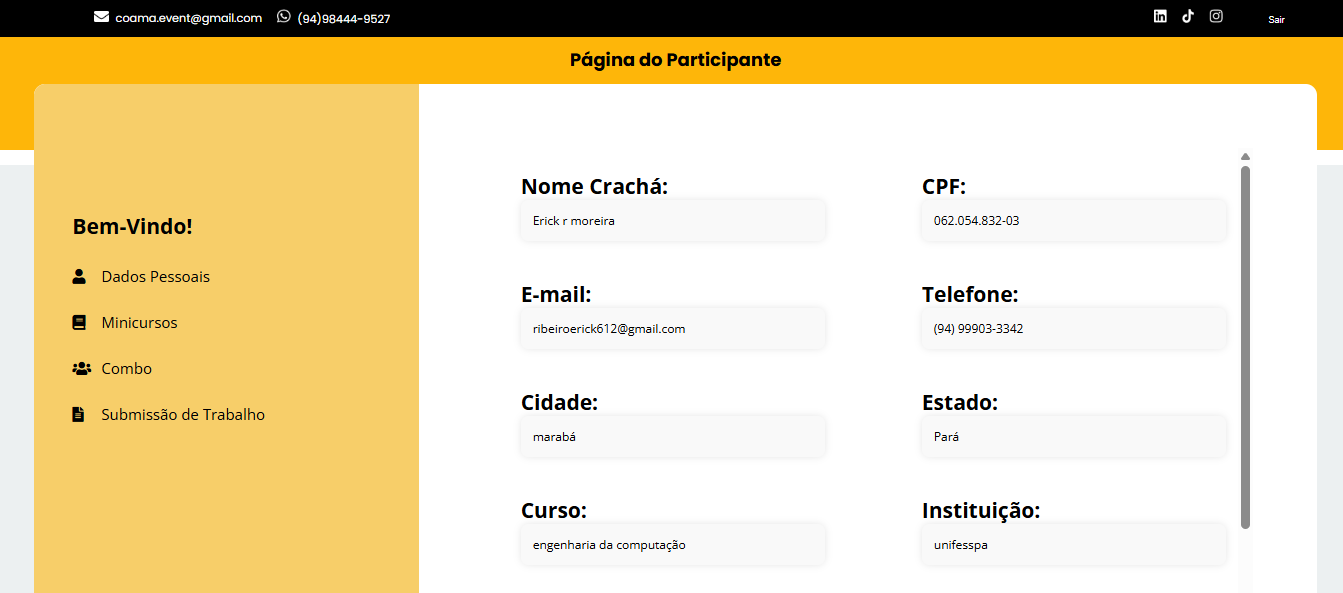 coama.event@gmail.com (94)98444-9527 Sair
Página do Participante
Bem-Vindo!
Dados Pessoais
Minicursos
Combo
Submissão de Trabalho
Nome Crachá: CPF:
Erick r moreira 062.054.832-03
E-mail: Telefone:
ribeiroerick612@gmail.com (94) 99903-3342
Cidade: Estado:
marabá Pará
Curso: Instituição:
engenharia da computação unifesspa